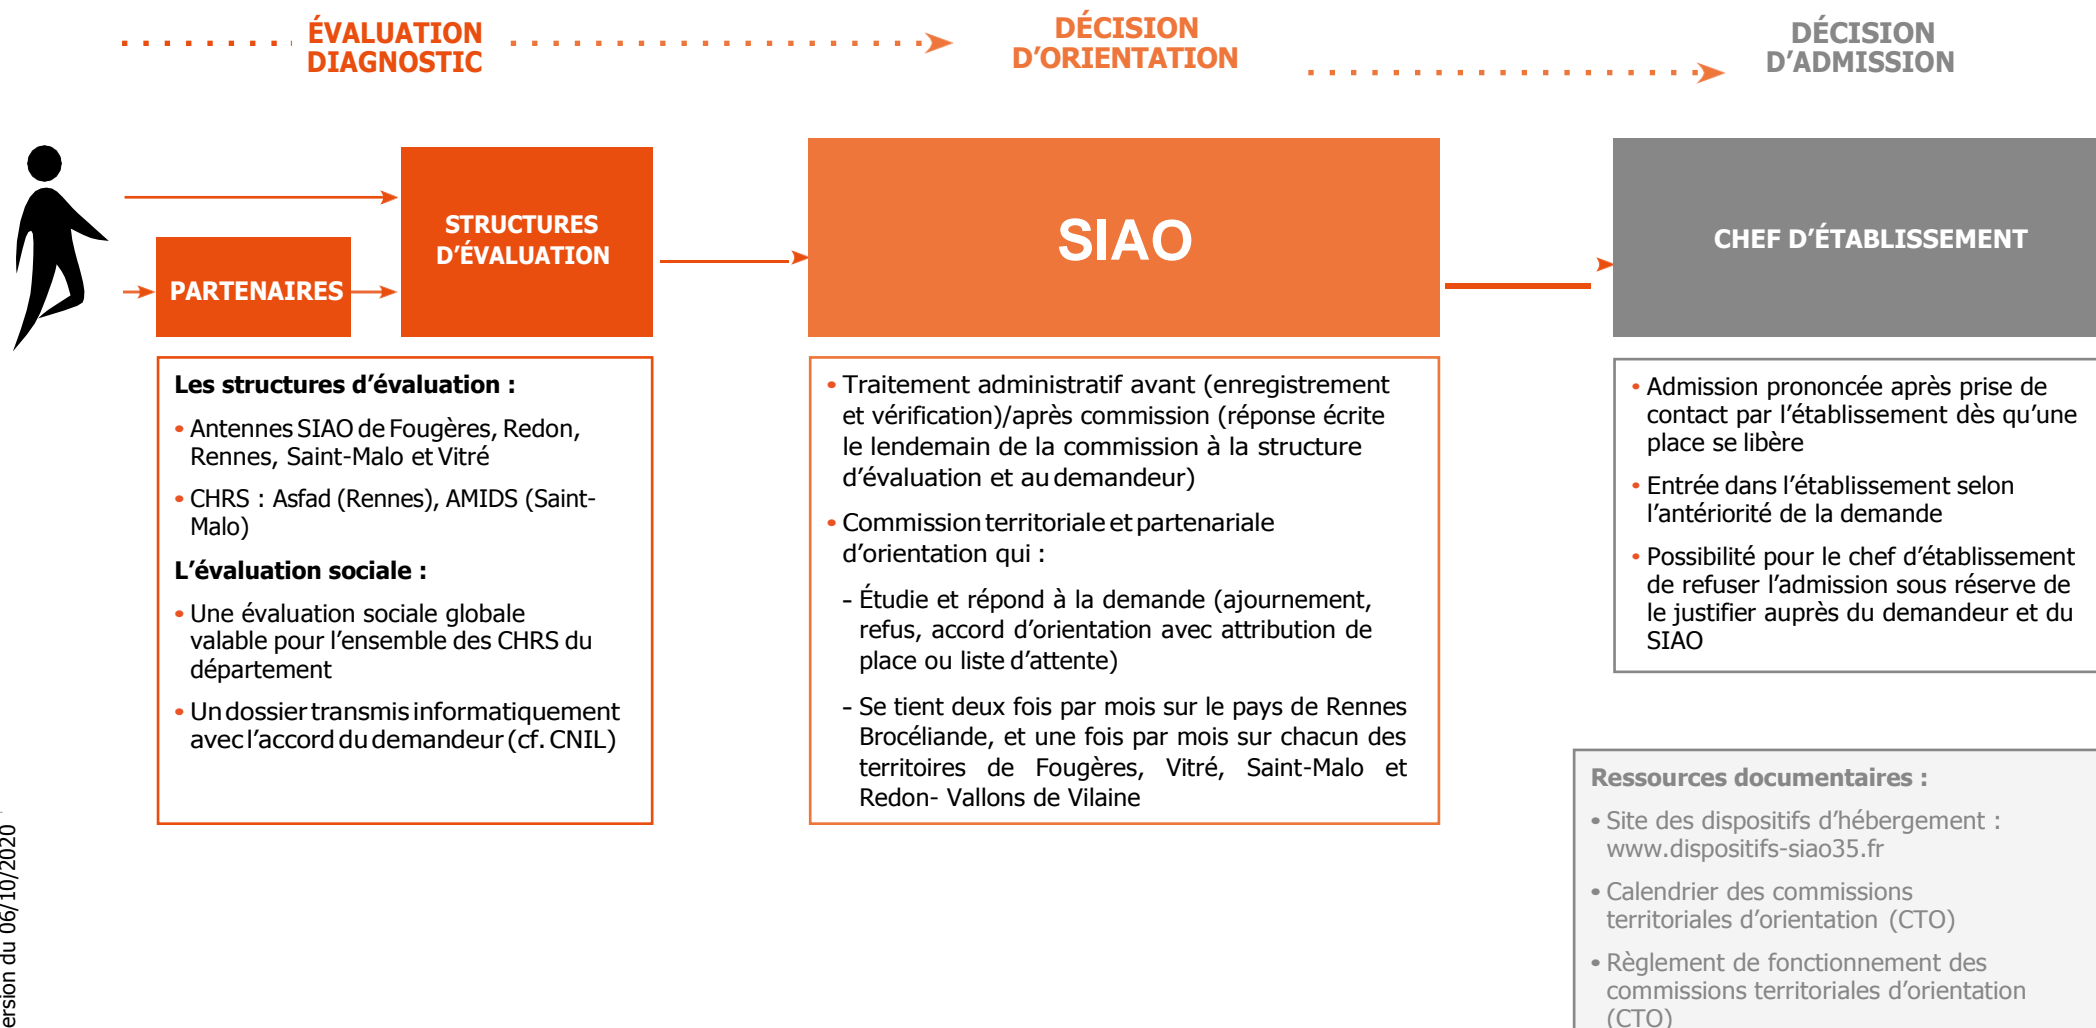 ÉVALUATION
DIAGNOSTIC
DÉCISION
D'ORIENTATION
DÉCISION
D'ADMISSION
PARTENAIRES
STRUCTURES
D'ÉVALUATION
SIAO
CHEF D'ÉTABLISSEMENT
Les structures d'évaluation :
• Antennes SIAO de Fougères, Redon,
Rennes, Saint-Malo et Vitré
• CHRS : Asfad (Rennes), AMIDS (Saint-
Malo)
L'évaluation sociale :
• Une évaluation sociale globale
valable pour l'ensemble des CHRS du
département
• Un dossier transmis informatiquement
avec l'accord du demandeur (cf. CNIL)
• Traitement administratif avant (enregistrement
et vérification)/après commission (réponse écrite
le lendemain de la commission à la structure
d'évaluation et au demandeur)
• Commission territoriale et partenariale
d'orientation qui :
- Étudie et répond à la demande (ajournement,
refus, accord d'orientation avec attribution de
place ou liste d'attente)
- Se tient deux fois par mois sur le pays de Rennes
Brocéliande, et une fois par mois sur chacun des
territoires de Fougères, Vitré, Saint-Malo et
Redon- Vallons de Vilaine
• Admission prononcée après prise de
contact par l'établissement dès qu'une
place se libère
• Entrée dans l'établissement selon
l'antériorité de la demande
• Possibilité pour le chef d'établissement
de refuser l'admission sous réserve de
le justifier auprès du demandeur et du
SIAO
Ressources documentaires :
• Site des dispositifs d'hébergement :
www.dispositifs-siao35.fr
• Calendrier des commissions
territoriales d'orientation (CTO)
• Règlement de fonctionnement des
commissions territoriales d'orientation
(CTO)
ersion du 06/10/2020